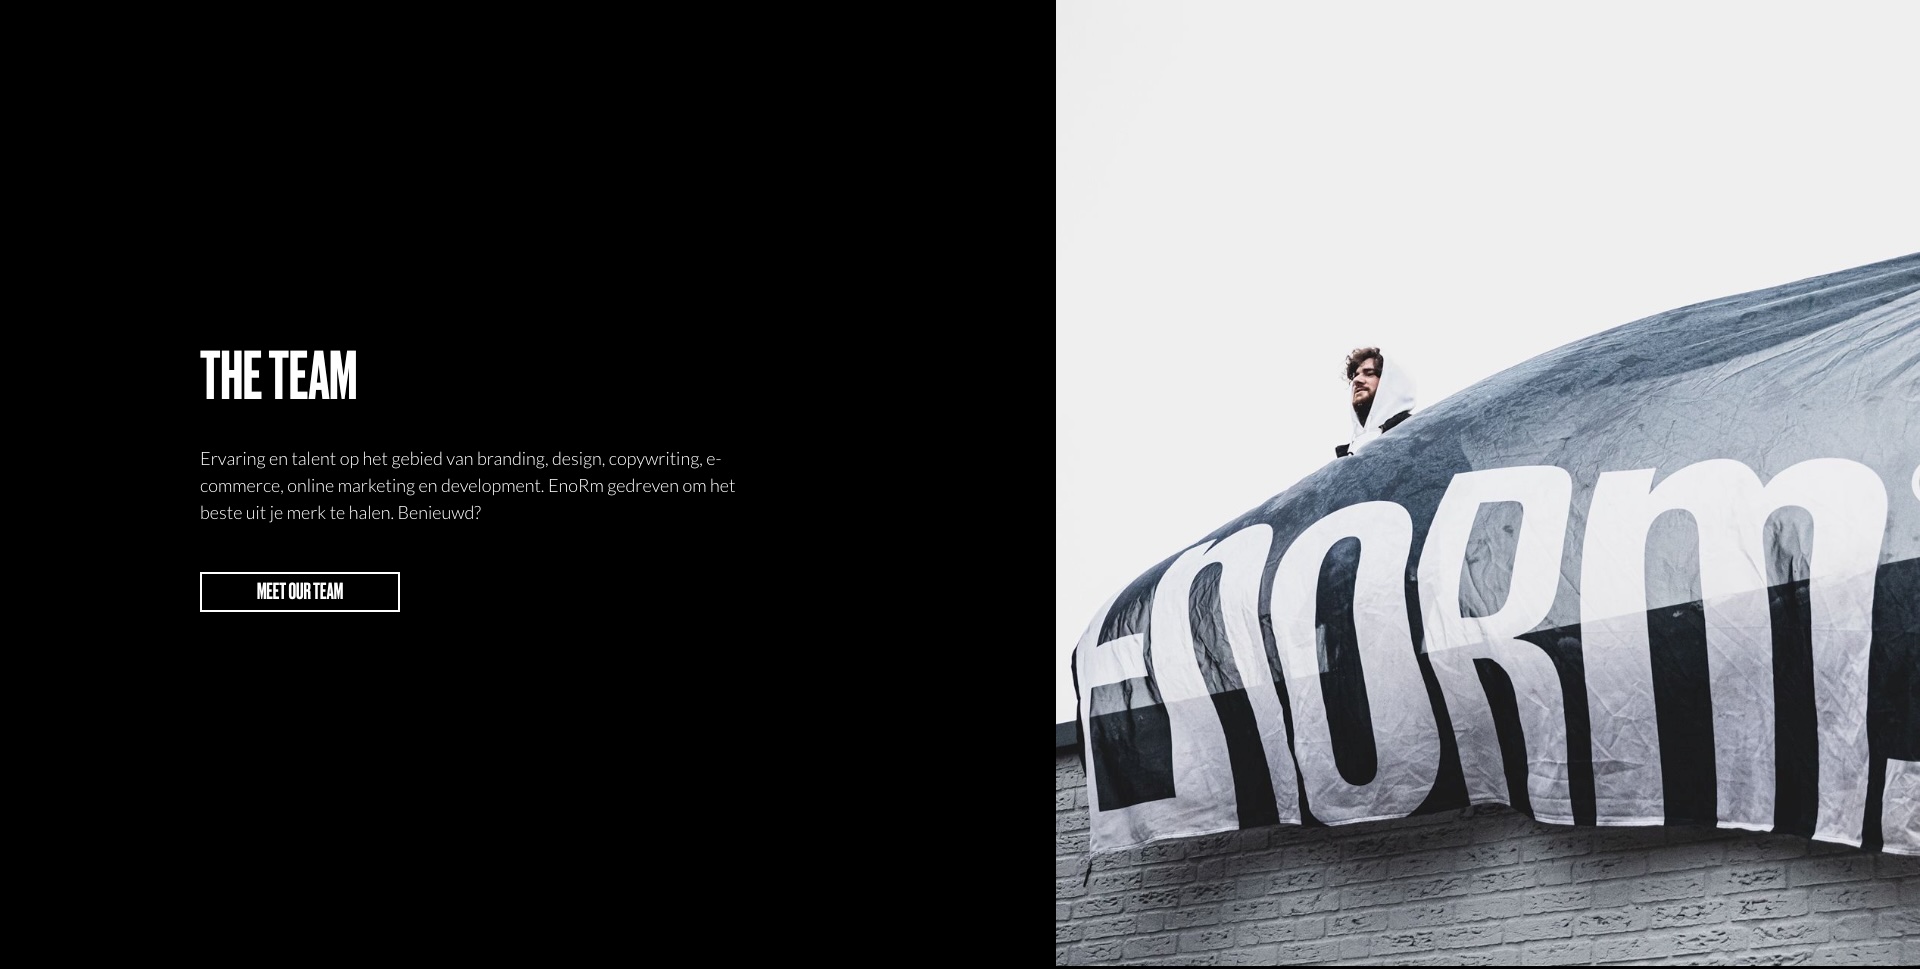 THE TEAM
Ervaring en talent op het gebied van branding, design, copywriting, e-
commerce, online marketing en development. EnoRm gedreven om het
beste uit je merk te halen. Benieuwd?
MEET OUR TEAM
EnoRm